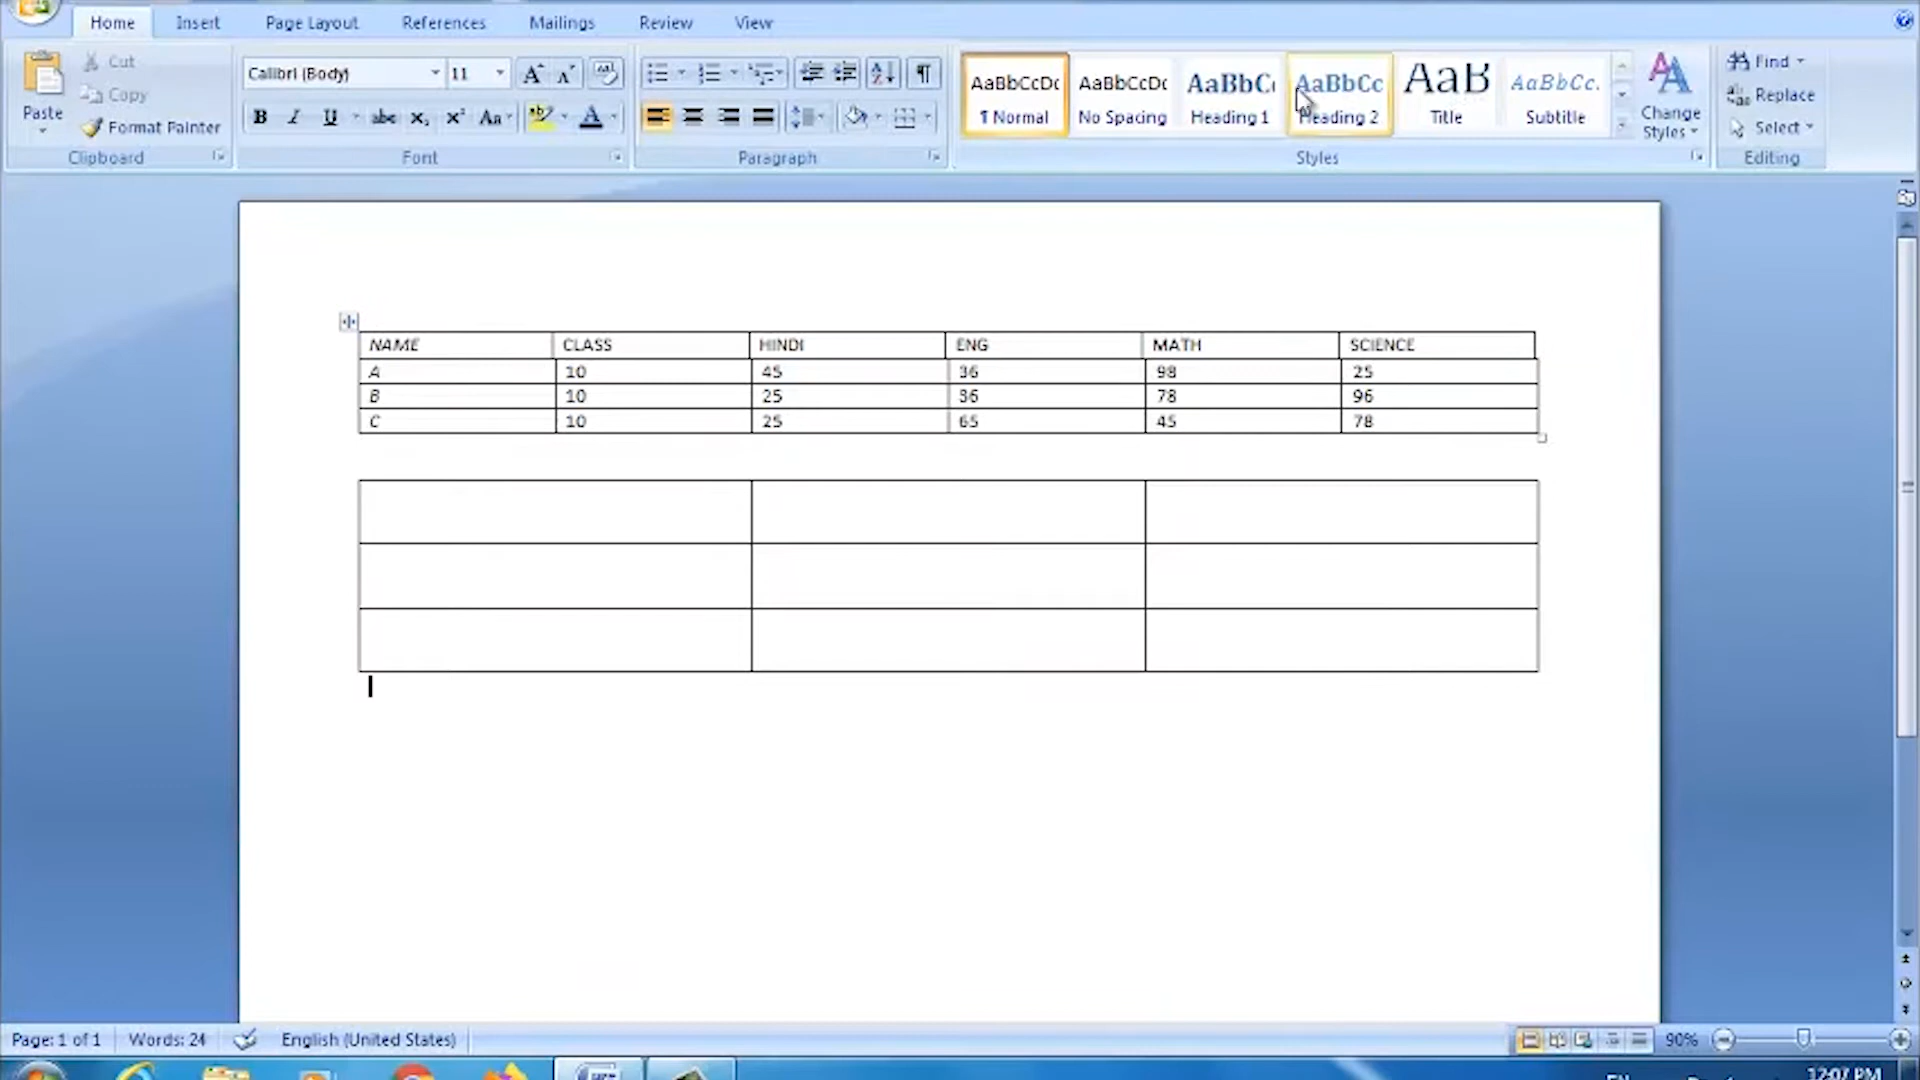 Home Insert Page Layout References Mailings Review View
Cut
Copy
Format Painter
Paste
Clipboard
Calibri (Body) 11
Font
Paragraph
AaBbCcDc AaBbCcDc AaBbC AaBbCc AaB AaBbCc.
¶ Normal No Spacing Heading 1 Heading 2 Title Subtitle
Styles
Change
Styles
Find
Replace
Select
Editing
NAME CLASS HINDI ENG MATH SCIENCE
A 10 45 36 98 25
B 10 25 36 78 96
C 10 25 65 45 78
Page: 1 of 1 Words: 24 English (United States) 90%
12:07 PM